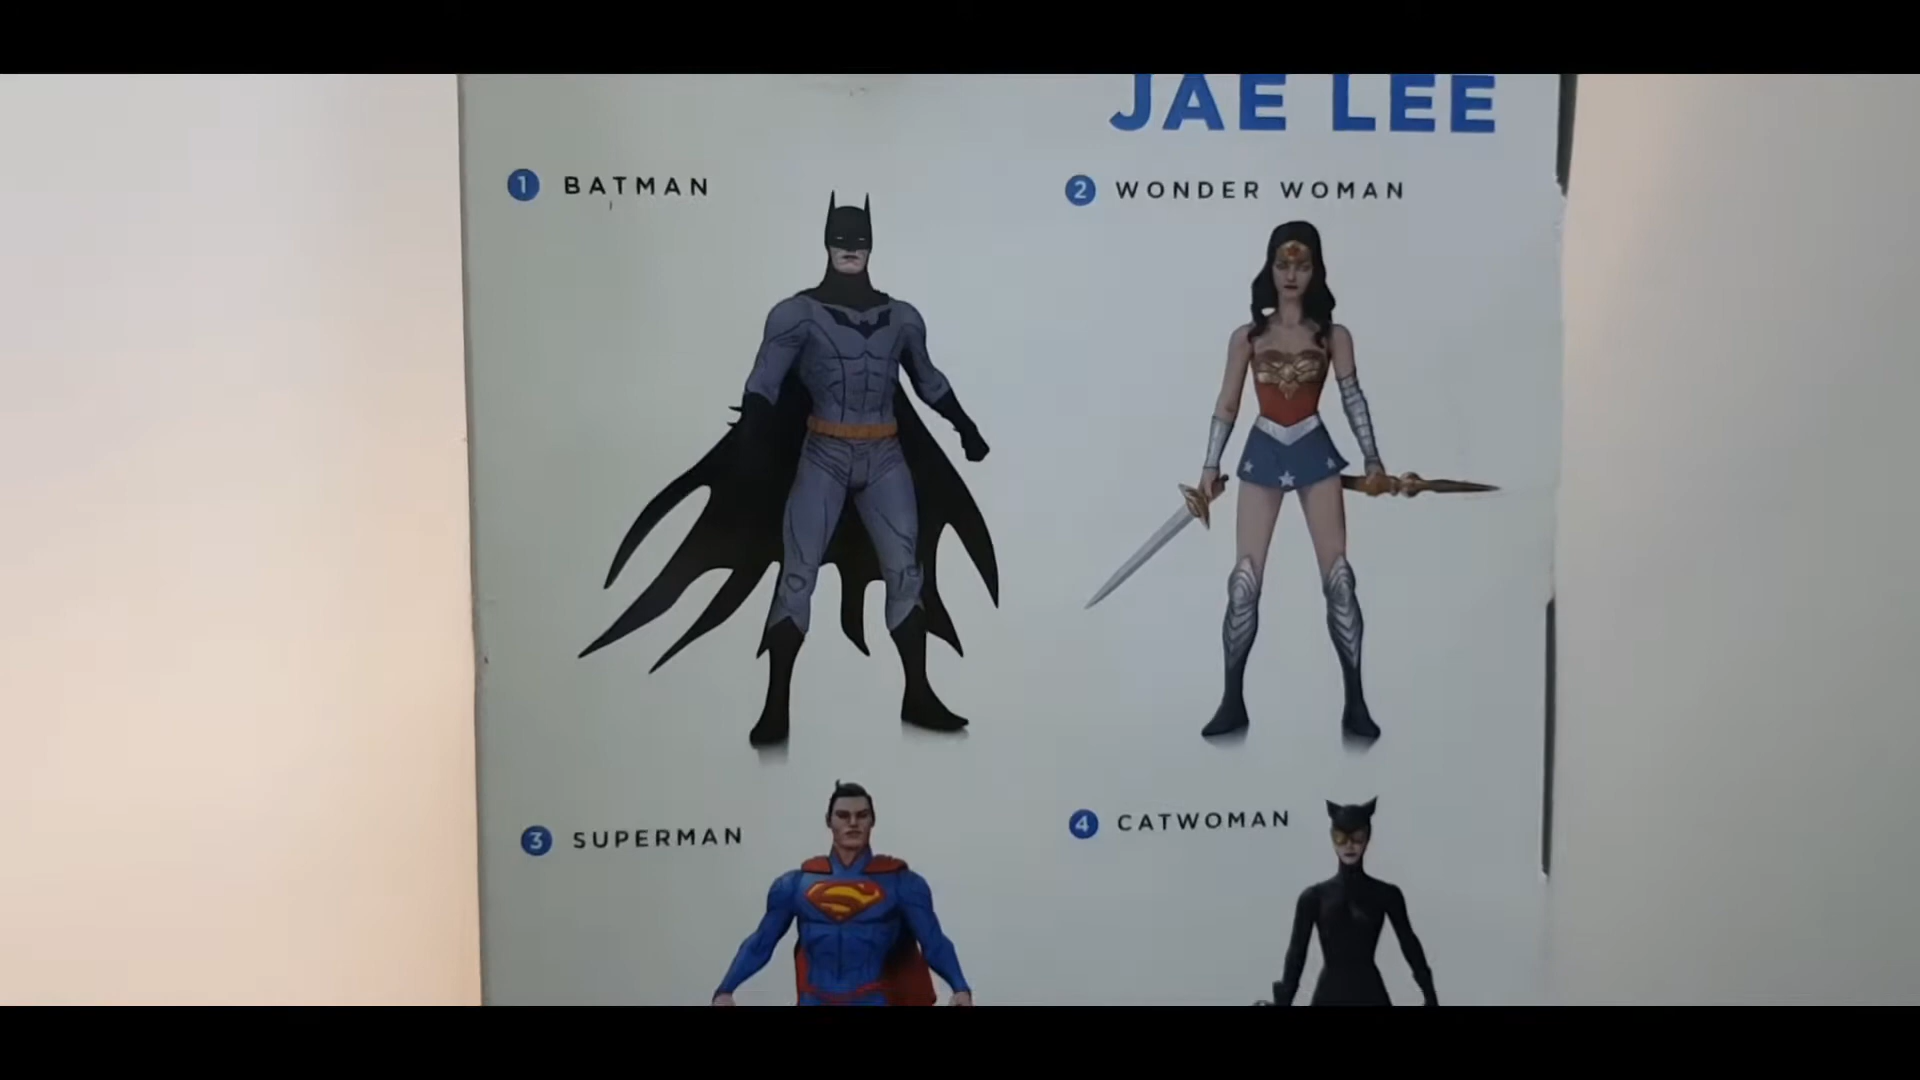 JAE LEE
1 BATMAN
2 WONDER WOMAN
3 SUPERMAN
4 CATWOMAN